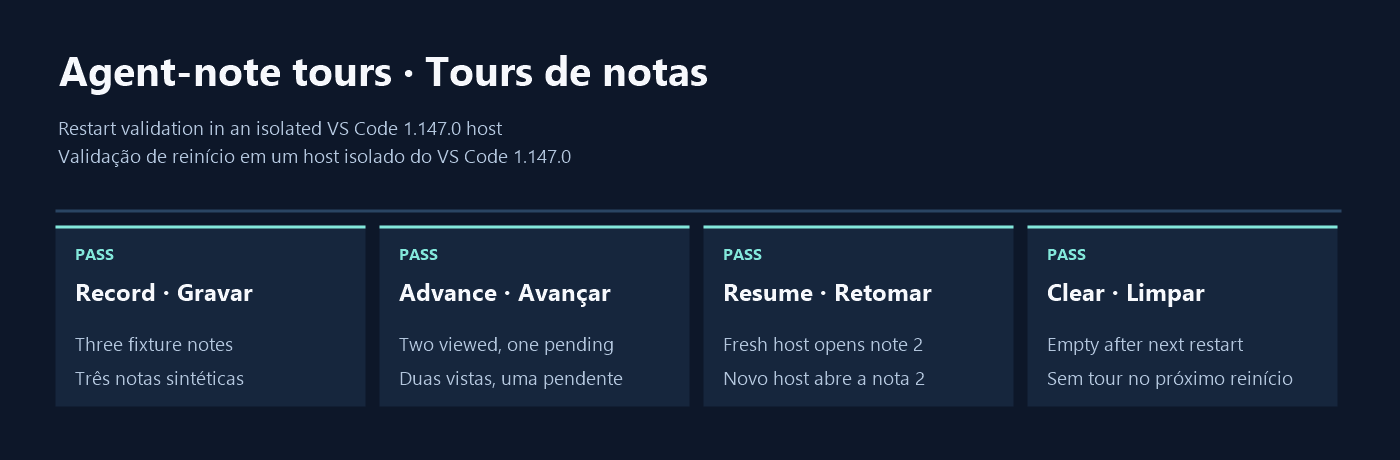 Agent-note tours · Tours de notas
Restart validation in an isolated VS Code 1.147.0 host
Validação de reinício em um host isolado do VS Code 1.147.0
PASS
Record · Gravar
Three fixture notes
Três notas sintéticas
PASS
Advance · Avançar
Two viewed, one pending
Duas vistas, uma pendente
PASS
Resume · Retomar
Fresh host opens note 2
Novo host abre a nota 2
PASS
Clear · Limpar
Empty after next restart
Sem tour no próximo reinício